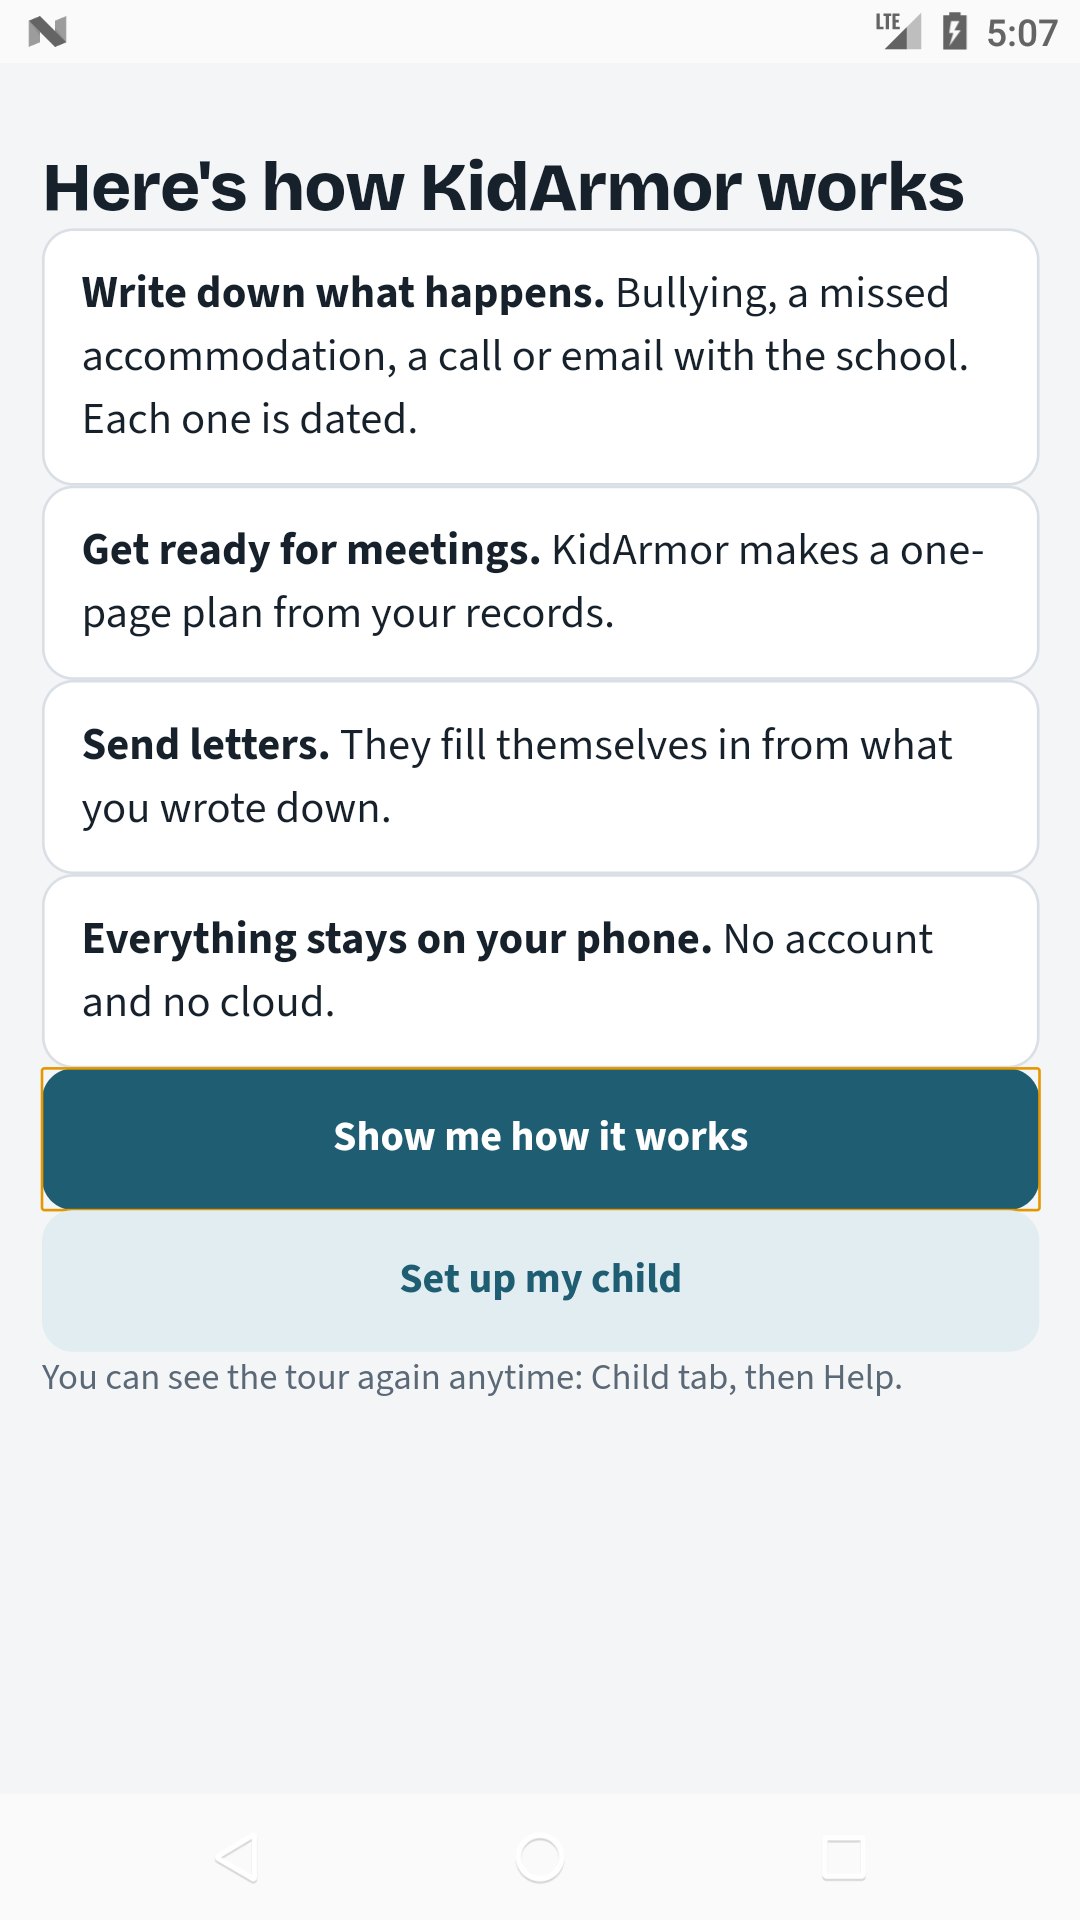 LTE 5:07
Here's how KidArmor works
Write down what happens. Bullying, a missed
accommodation, a call or email with the school.
Each one is dated.
Get ready for meetings. KidArmor makes a one-
page plan from your records.
Send letters. They fill themselves in from what
you wrote down.
Everything stays on your phone. No account
and no cloud.
Show me how it works
Set up my child
You can see the tour again anytime: Child tab, then Help.